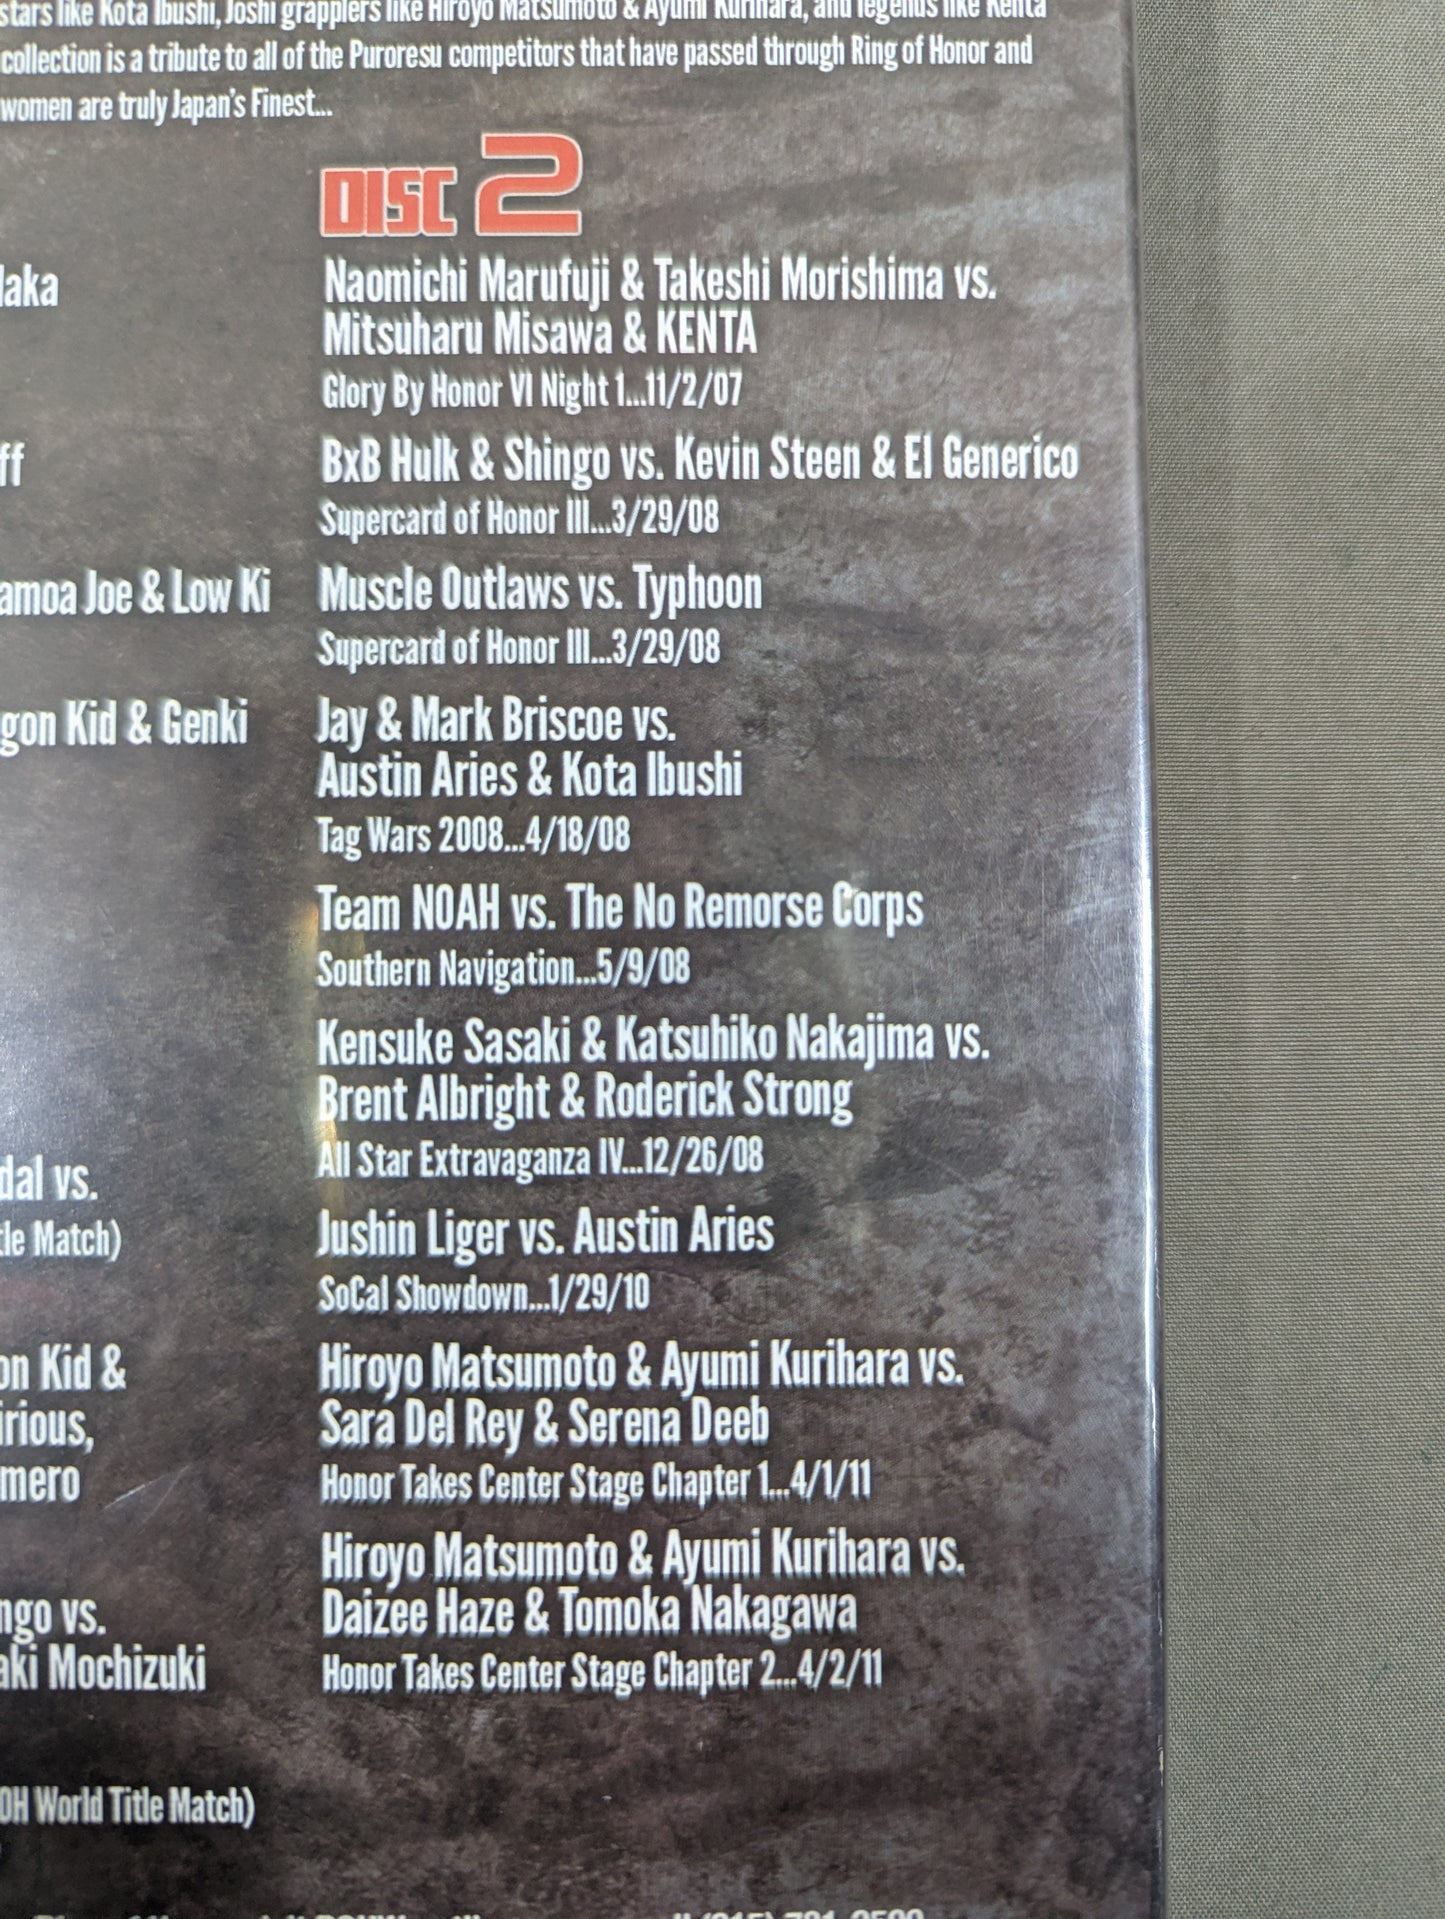 stars like Kota Ibushi, Joshi grapplers like Hiroyo Matsumoto & Ayumi Kurihara, and legends like Kenta
collection is a tribute to all of the Puroresu competitors that have passed through Ring of Honor and
women are truly Japan's Finest...
DISC 2
Naomichi Marufuji & Takeshi Morishima vs.
Mitsuharu Misawa & KENTA
Glory By Honor VI Night 1...11/2/07
BxB Hulk & Shingo vs. Kevin Steen & El Generico
Supercard of Honor III...3/29/08
Muscle Outlaws vs. Typhoon
Supercard of Honor III...3/29/08
Jay & Mark Briscoe vs.
Austin Aries & Kota Ibushi
Tag Wars 2008...4/18/08
Team NOAH vs. The No Remorse Corps
Southern Navigation...5/9/08
Kensuke Sasaki & Katsuhiko Nakajima vs.
Brent Albright & Roderick Strong
All Star Extravaganza IV...12/26/08
Jushin Liger vs. Austin Aries
SoCal Showdown...1/29/10
Hiroyo Matsumoto & Ayumi Kurihara vs.
Sara Del Rey & Serena Deeb
Honor Takes Center Stage Chapter 1...4/1/11
Hiroyo Matsumoto & Ayumi Kurihara vs.
Daizee Haze & Tomoka Nakagawa
Honor Takes Center Stage Chapter 2...4/2/11
aka
ff
amoa Joe & Low Ki
gon Kid & Genki
dal vs.
tle Match)
on Kid &
irious,
mero
ngo vs.
aki Mochizuki
OH World Title Match)